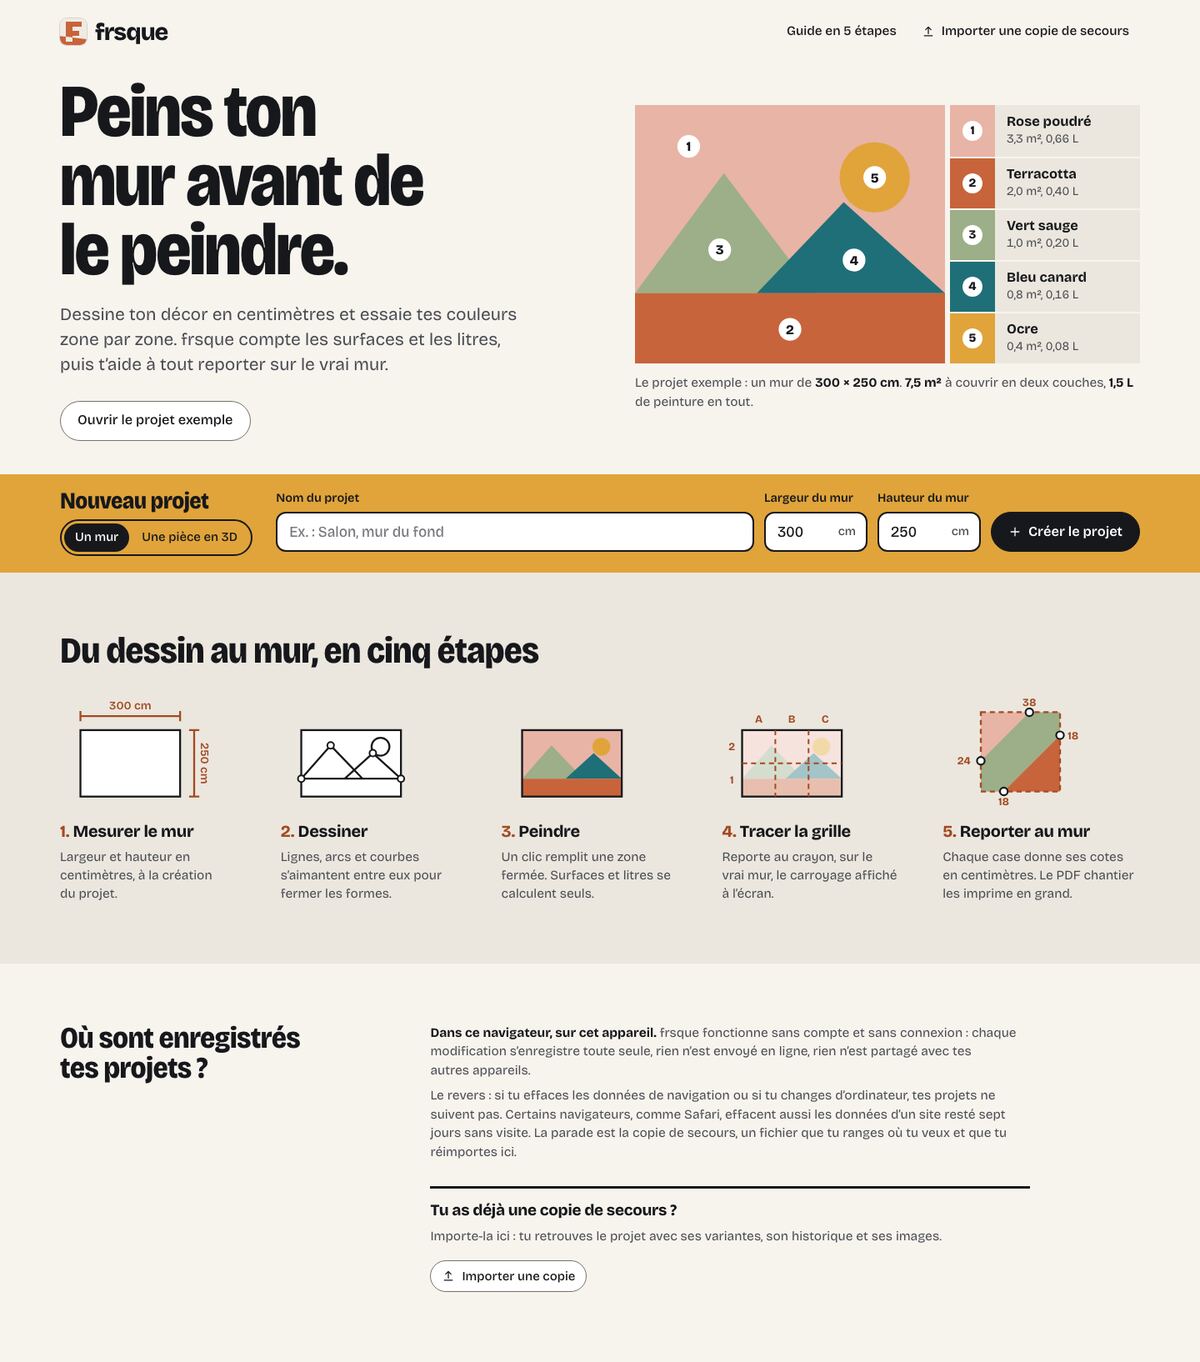 frsque
Guide en 5 étapes
Importer une copie de secours
Peins ton
mur avant de
le peindre.
Dessine ton décor en centimètres et essaie tes couleurs
zone par zone. frsque compte les surfaces et les litres,
puis t'aide à tout reporter sur le vrai mur.
Ouvrir le projet exemple
1
5
3
4
2
1
Rose poudré
3,3 m², 0,66 L
2
Terracotta
2,0 m², 0,40 L
3
Vert sauge
1,0 m², 0,20 L
4
Bleu canard
0,8 m², 0,16 L
5
Ocre
0,4 m², 0,08 L
Le projet exemple : un mur de 300 × 250 cm. 7,5 m² à couvrir en deux couches, 1,5 L
de peinture en tout.
Nouveau projet
Un mur
Une pièce en 3D
Nom du projet
Ex. : Salon, mur du fond
Largeur du mur
300 cm
Hauteur du mur
250 cm
+ Créer le projet
Du dessin au mur, en cinq étapes
300 cm
250 cm
1. Mesurer le mur
Largeur et hauteur en
centimètres, à la création
du projet.
2. Dessiner
Lignes, arcs et courbes
s'aimantent entre eux pour
fermer les formes.
3. Peindre
Un clic remplit une zone
fermée. Surfaces et litres se
calculent seuls.
A B C
2
1
4. Tracer la grille
Reporte au crayon, sur le
vrai mur, le carroyage affiché
à l'écran.
38
18
24
18
5. Reporter au mur
Chaque case donne ses cotes
en centimètres. Le PDF chantier
les imprime en grand.
Où sont enregistrés
tes projets ?
Dans ce navigateur, sur cet appareil. frsque fonctionne sans compte et sans connexion : chaque
modification s'enregistre toute seule, rien n'est envoyé en ligne, rien n'est partagé avec tes
autres appareils.
Le revers : si tu effaces les données de navigation ou si tu changes d'ordinateur, tes projets ne
suivent pas. Certains navigateurs, comme Safari, effacent aussi les données d'un site resté sept
jours sans visite. La parade est la copie de secours, un fichier que tu ranges où tu veux et que tu
réimportes ici.
Tu as déjà une copie de secours ?
Importe-la ici : tu retrouves le projet avec ses variantes, son historique et ses images.
Importer une copie